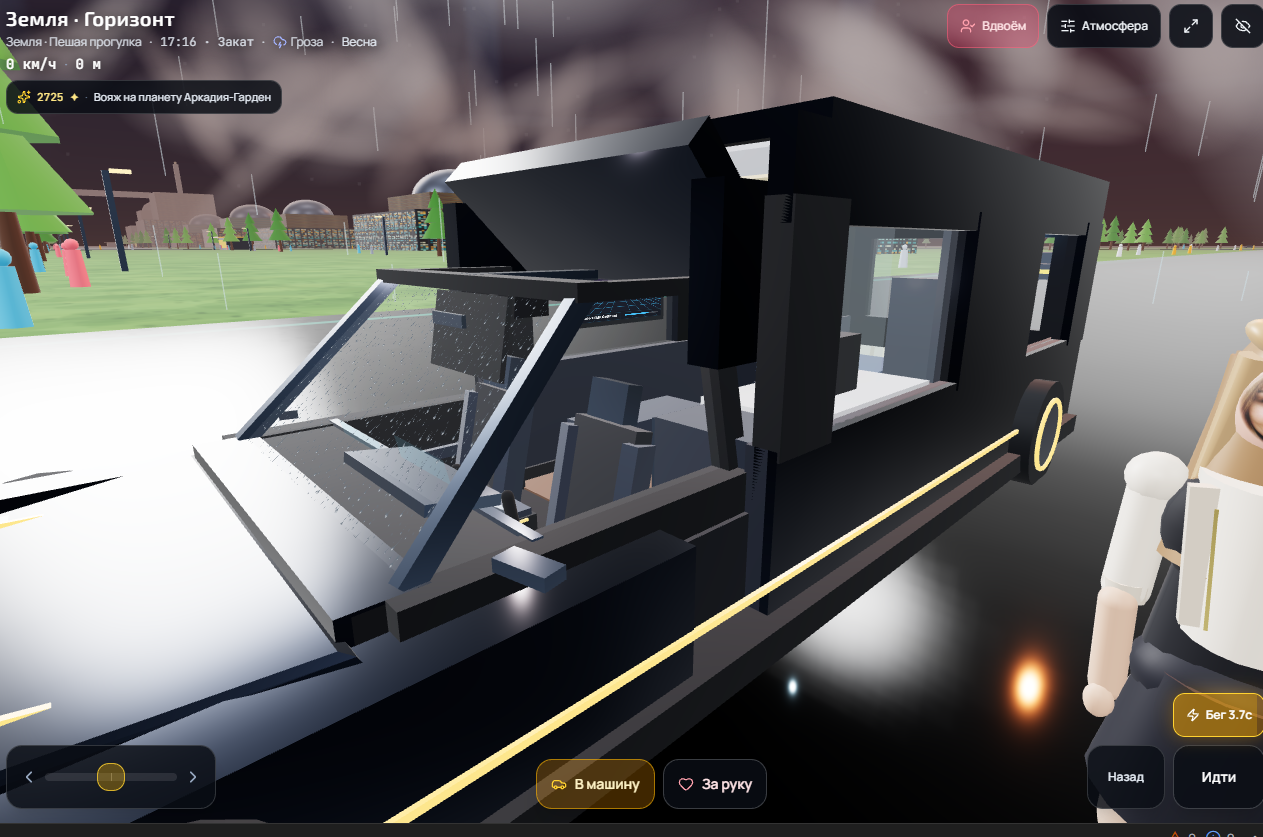 Земля · Горизонт
Вдвоём
Атмосфера
Земля · Пешая прогулка · 17:16 · Закат · Гроза · Весна
0 км/ч · 0 м
2725 ✦ · Вояж на планету Аркадия-Гарден
Бег 3.7с
В машину
За руку
Назад
Идти